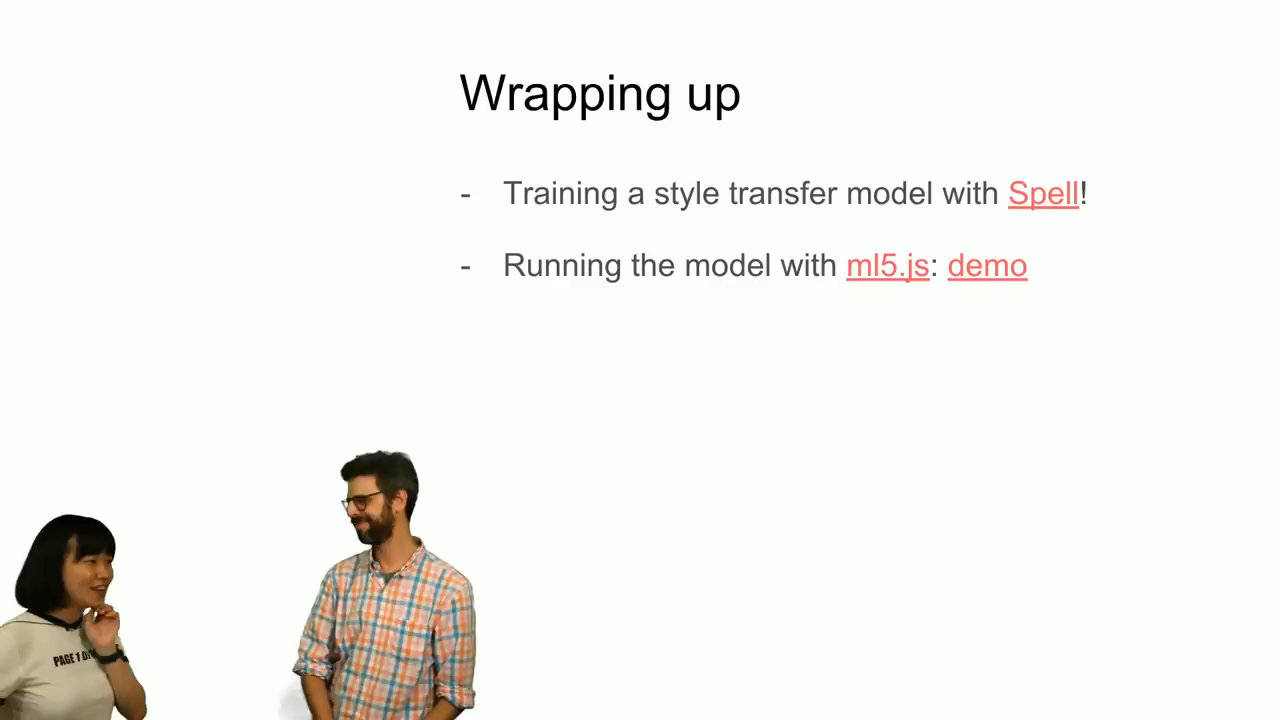 Wrapping up
- Training a style transfer model with Spell!
- Running the model with ml5.js: demo
PAGE 1